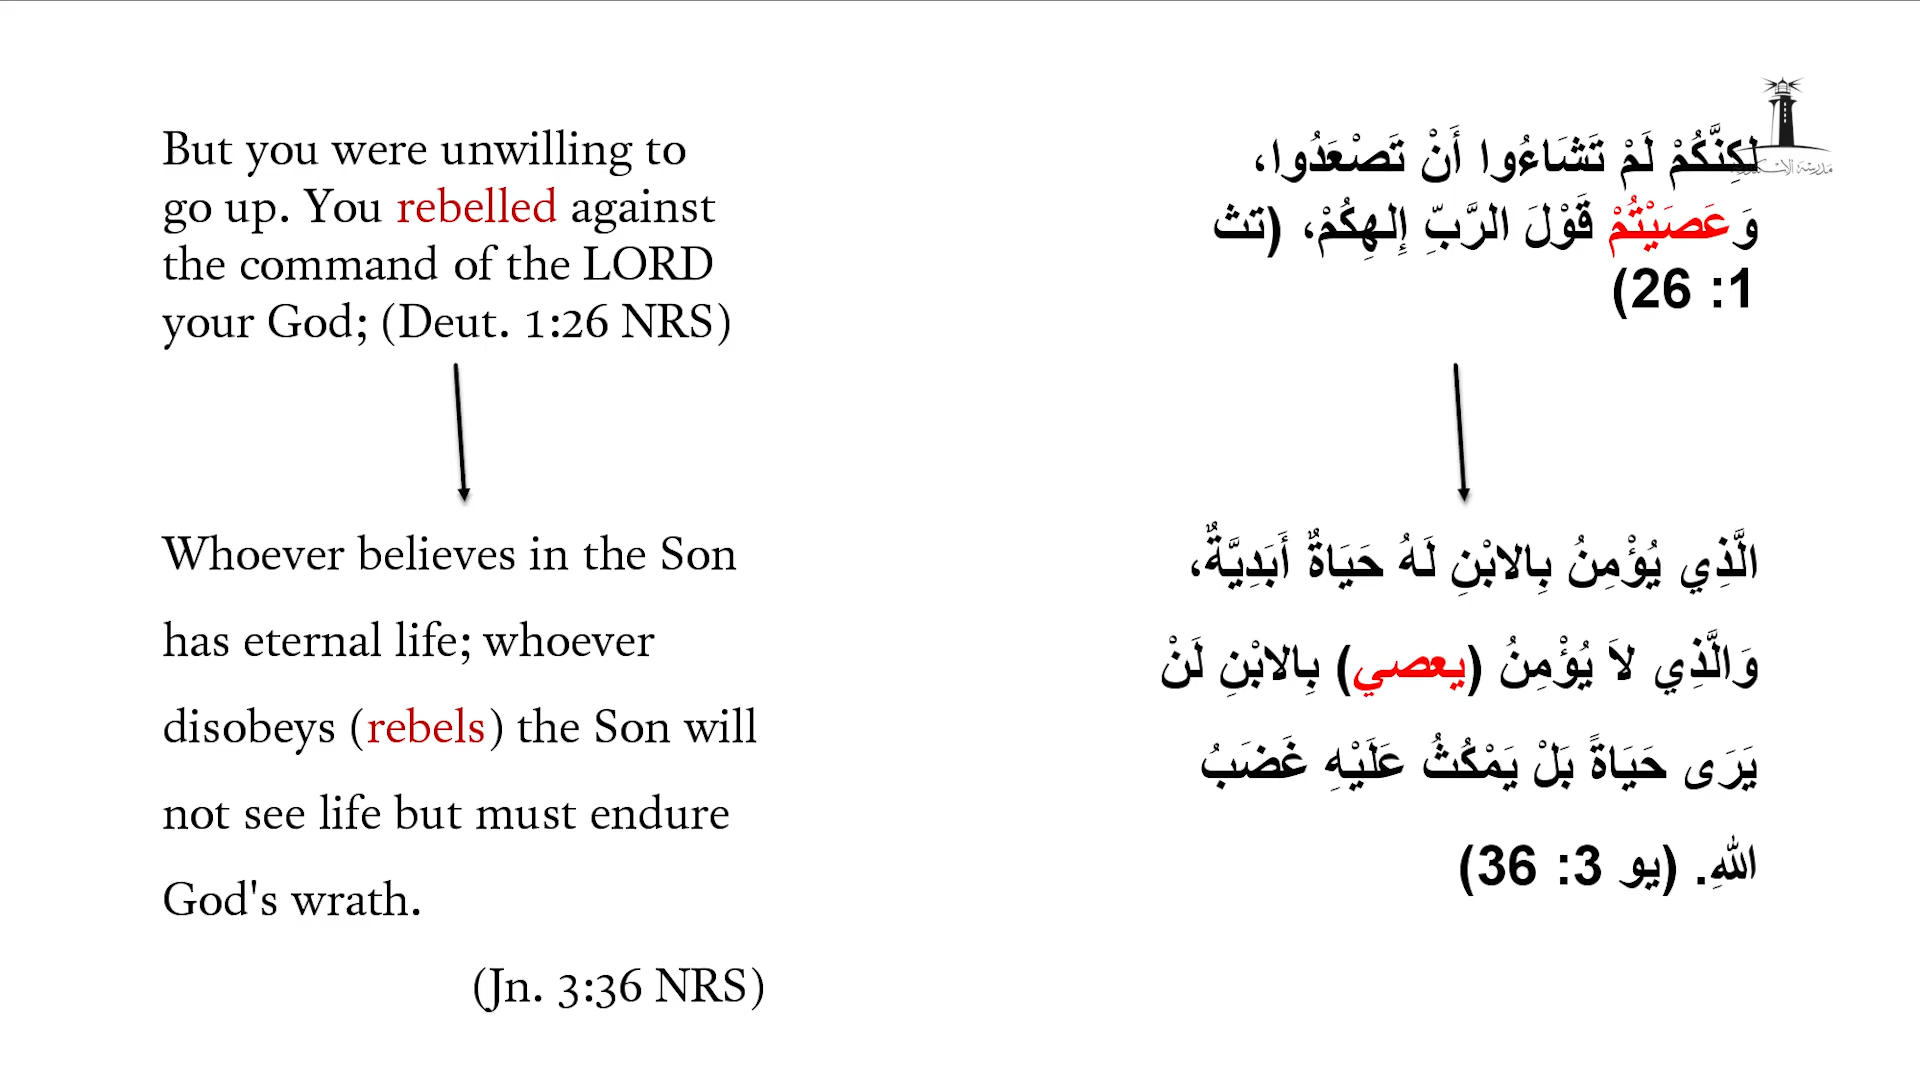 But you were unwilling to
go up. You rebelled against
the command of the LORD
your God; (Deut. 1:26 NRS)
Whoever believes in the Son
has eternal life; whoever
disobeys (rebels) the Son will
not see life but must endure
God's wrath.
(Jn. 3:36 NRS)
لكِنَّكُمْ لَمْ تَشَاءُوا أَنْ تَصْعَدُوا،
وَعَصَيْتُمْ قَوْلَ الرَّبِّ إِلهِكُمْ، (تث
1: 26)
الَّذِي يُؤْمِنُ بِالابْنِ لَهُ حَيَاةٌ أَبَدِيَّةٌ،
وَالَّذِي لاَ يُؤْمِنُ (يعصي) بِالابْنِ لَنْ
يَرَى حَيَاةً بَلْ يَمْكُثُ عَلَيْهِ غَضَبُ
اللهِ. (يو 3: 36)
مدرسة